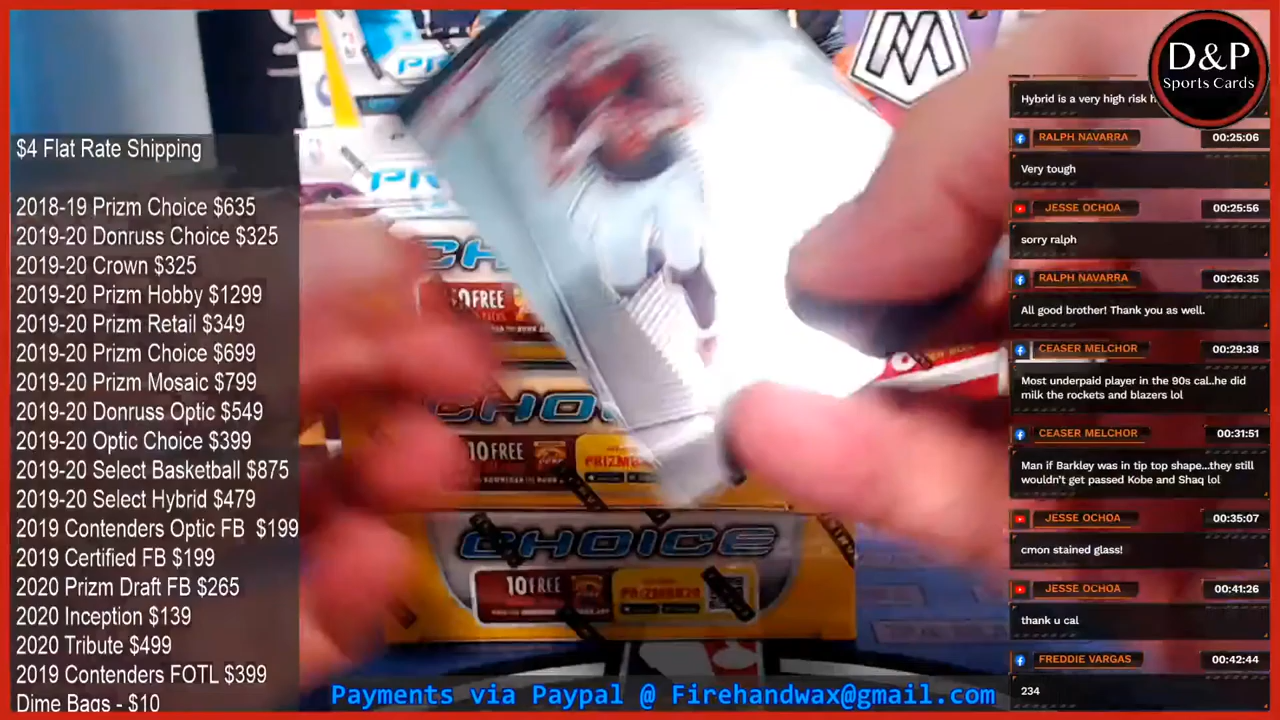 $4 Flat Rate Shipping
2018-19 Prizm Choice $635
2019-20 Donruss Choice $325
2019-20 Crown $325
2019-20 Prizm Hobby $1299
2019-20 Prizm Retail $349
2019-20 Prizm Choice $699
2019-20 Prizm Mosaic $799
2019-20 Donruss Optic $549
2019-20 Optic Choice $399
2019-20 Select Basketball $875
2019-20 Select Hybrid $479
2019 Contenders Optic FB $199
2019 Certified FB $199
2020 Prizm Draft FB $265
2020 Inception $139
2020 Tribute $499
2019 Contenders FOTL $399
Dime Bags - $10
10 FREE
CHOICE
10 FREE
Payments via Paypal @ Firehandwax@gmail.com
D&P
Sports Cards
Hybrid is a very high risk
RALPH NAVARRA 00:25:06
Very tough
JESSE OCHOA 00:25:56
sorry ralph
RALPH NAVARRA 00:26:35
All good brother! Thank you as well.
CEASER MELCHOR 00:29:38
Most underpaid player in the 90s cal..he did
milk the rockets and blazers lol
CEASER MELCHOR 00:31:51
Man if Barkley was in tip top shape...they still
wouldn't get passed Kobe and Shaq lol
JESSE OCHOA 00:35:07
cmon stained glass!
JESSE OCHOA 00:41:26
thank u cal
FREDDIE VARGAS 00:42:44
234